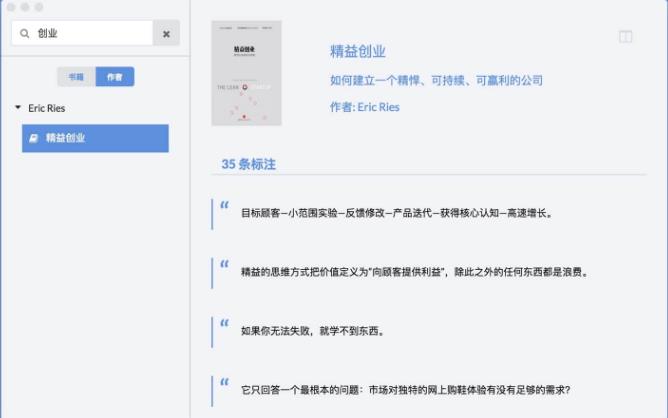 创业
书籍 作者
Eric Ries
精益创业
精益创业
THE LEAN STARTUP
精益创业
如何建立一个精悍、可持续、可赢利的公司
作者: Eric Ries
35 条标注
“ 目标顾客—小范围实验—反馈修改—产品迭代—获得核心认知—高速增长。
“ 精益的思维方式把价值定义为“向顾客提供利益”，除此之外的任何东西都是浪费。
“ 如果你无法失败，就学不到东西。
“ 它只回答一个最根本的问题：市场对独特的网上购鞋体验有没有足够的需求？